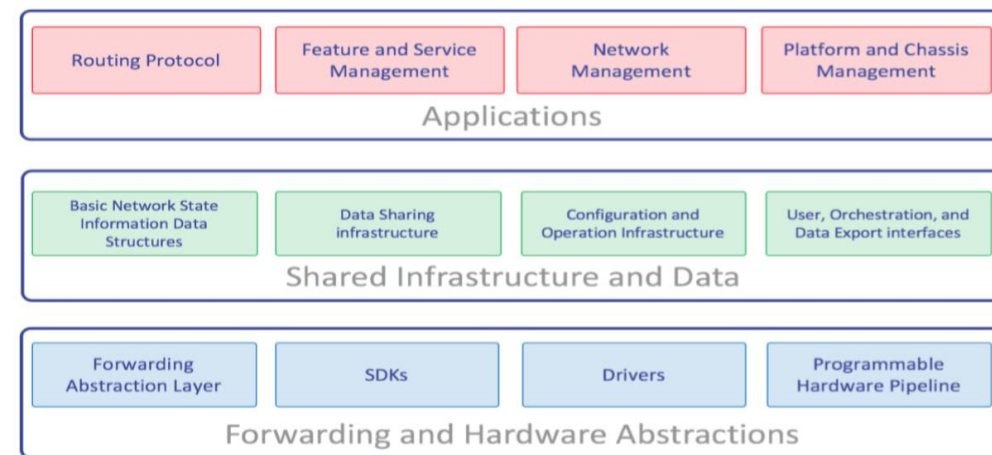 Routing Protocol
Feature and Service
Management
Network
Management
Platform and Chassis
Management
Applications
Basic Network State
Information Data
Structures
Data Sharing
infrastructure
Configuration and
Operation Infrastructure
User, Orchestration, and
Data Export interfaces
Shared Infrastructure and Data
Forwarding
Abstraction Layer
SDKs
Drivers
Programmable
Hardware Pipeline
Forwarding and Hardware Abstractions